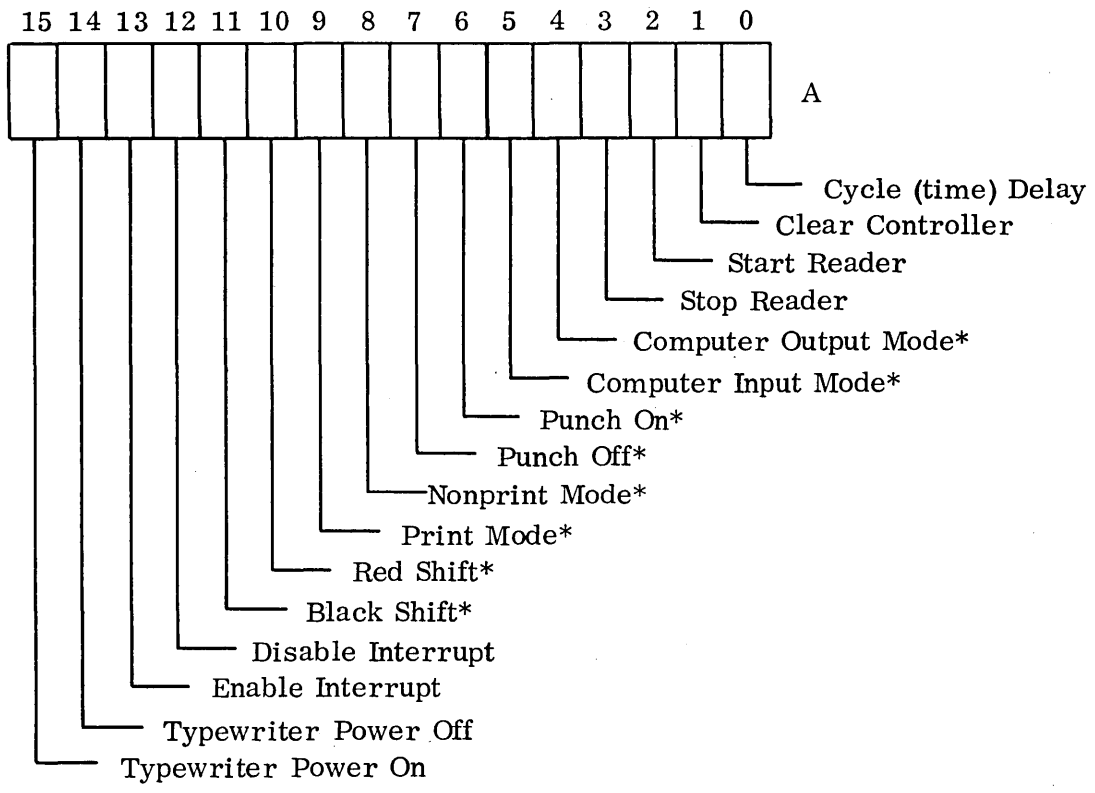 15 14 13 12 11 10 9 8 7 6 5 4 3 2 1 0
A
Cycle (time) Delay
Clear Controller
Start Reader
Stop Reader
Computer Output Mode*
Computer Input Mode*
Punch On*
Punch Off*
Nonprint Mode*
Print Mode*
Red Shift*
Black Shift*
Disable Interrupt
Enable Interrupt
Typewriter Power Off
Typewriter Power On